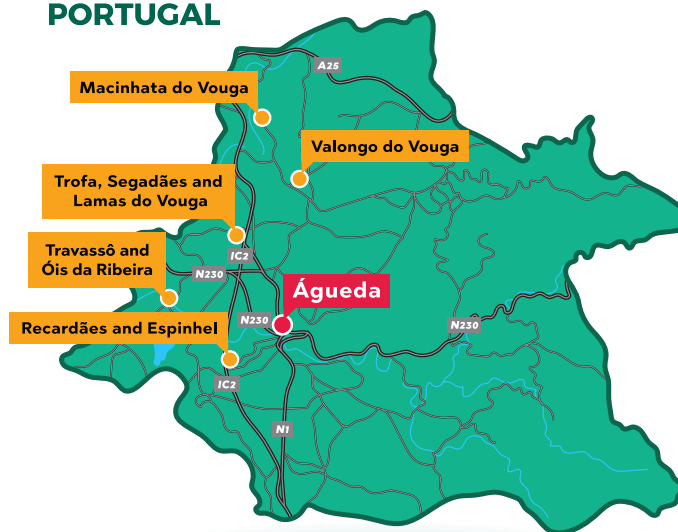 PORTUGAL
A25
Macinhata do Vouga
Valongo do Vouga
Trofa, Segadães and
Lamas do Vouga
IC2
Travassô and
Óis da Ribeira
N230
Águeda
N230
N230
Recardães and Espinhel
IC2
N1